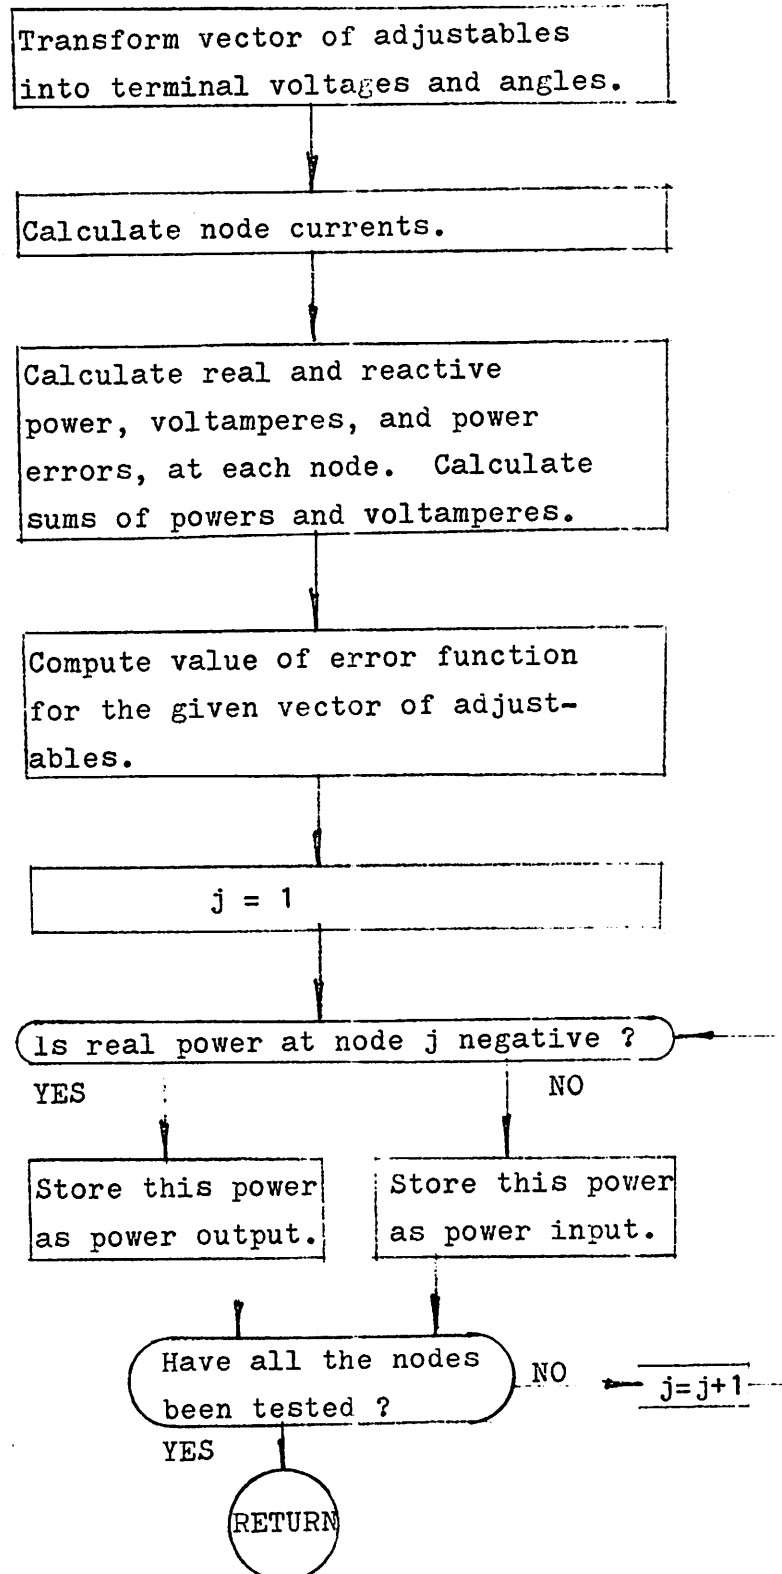 Transform vector of adjustables
into terminal voltages and angles.
Calculate node currents.
Calculate real and reactive
power, voltamperes, and power
errors, at each node. Calculate
sums of powers and voltamperes.
Compute value of error function
for the given vector of adjust-
ables.
j = 1
Is real power at node j negative ?
YES
NO
Store this power
as power output.
Store this power
as power input.
Have all the nodes
been tested ?
NO
j=j+1
YES
RETURN